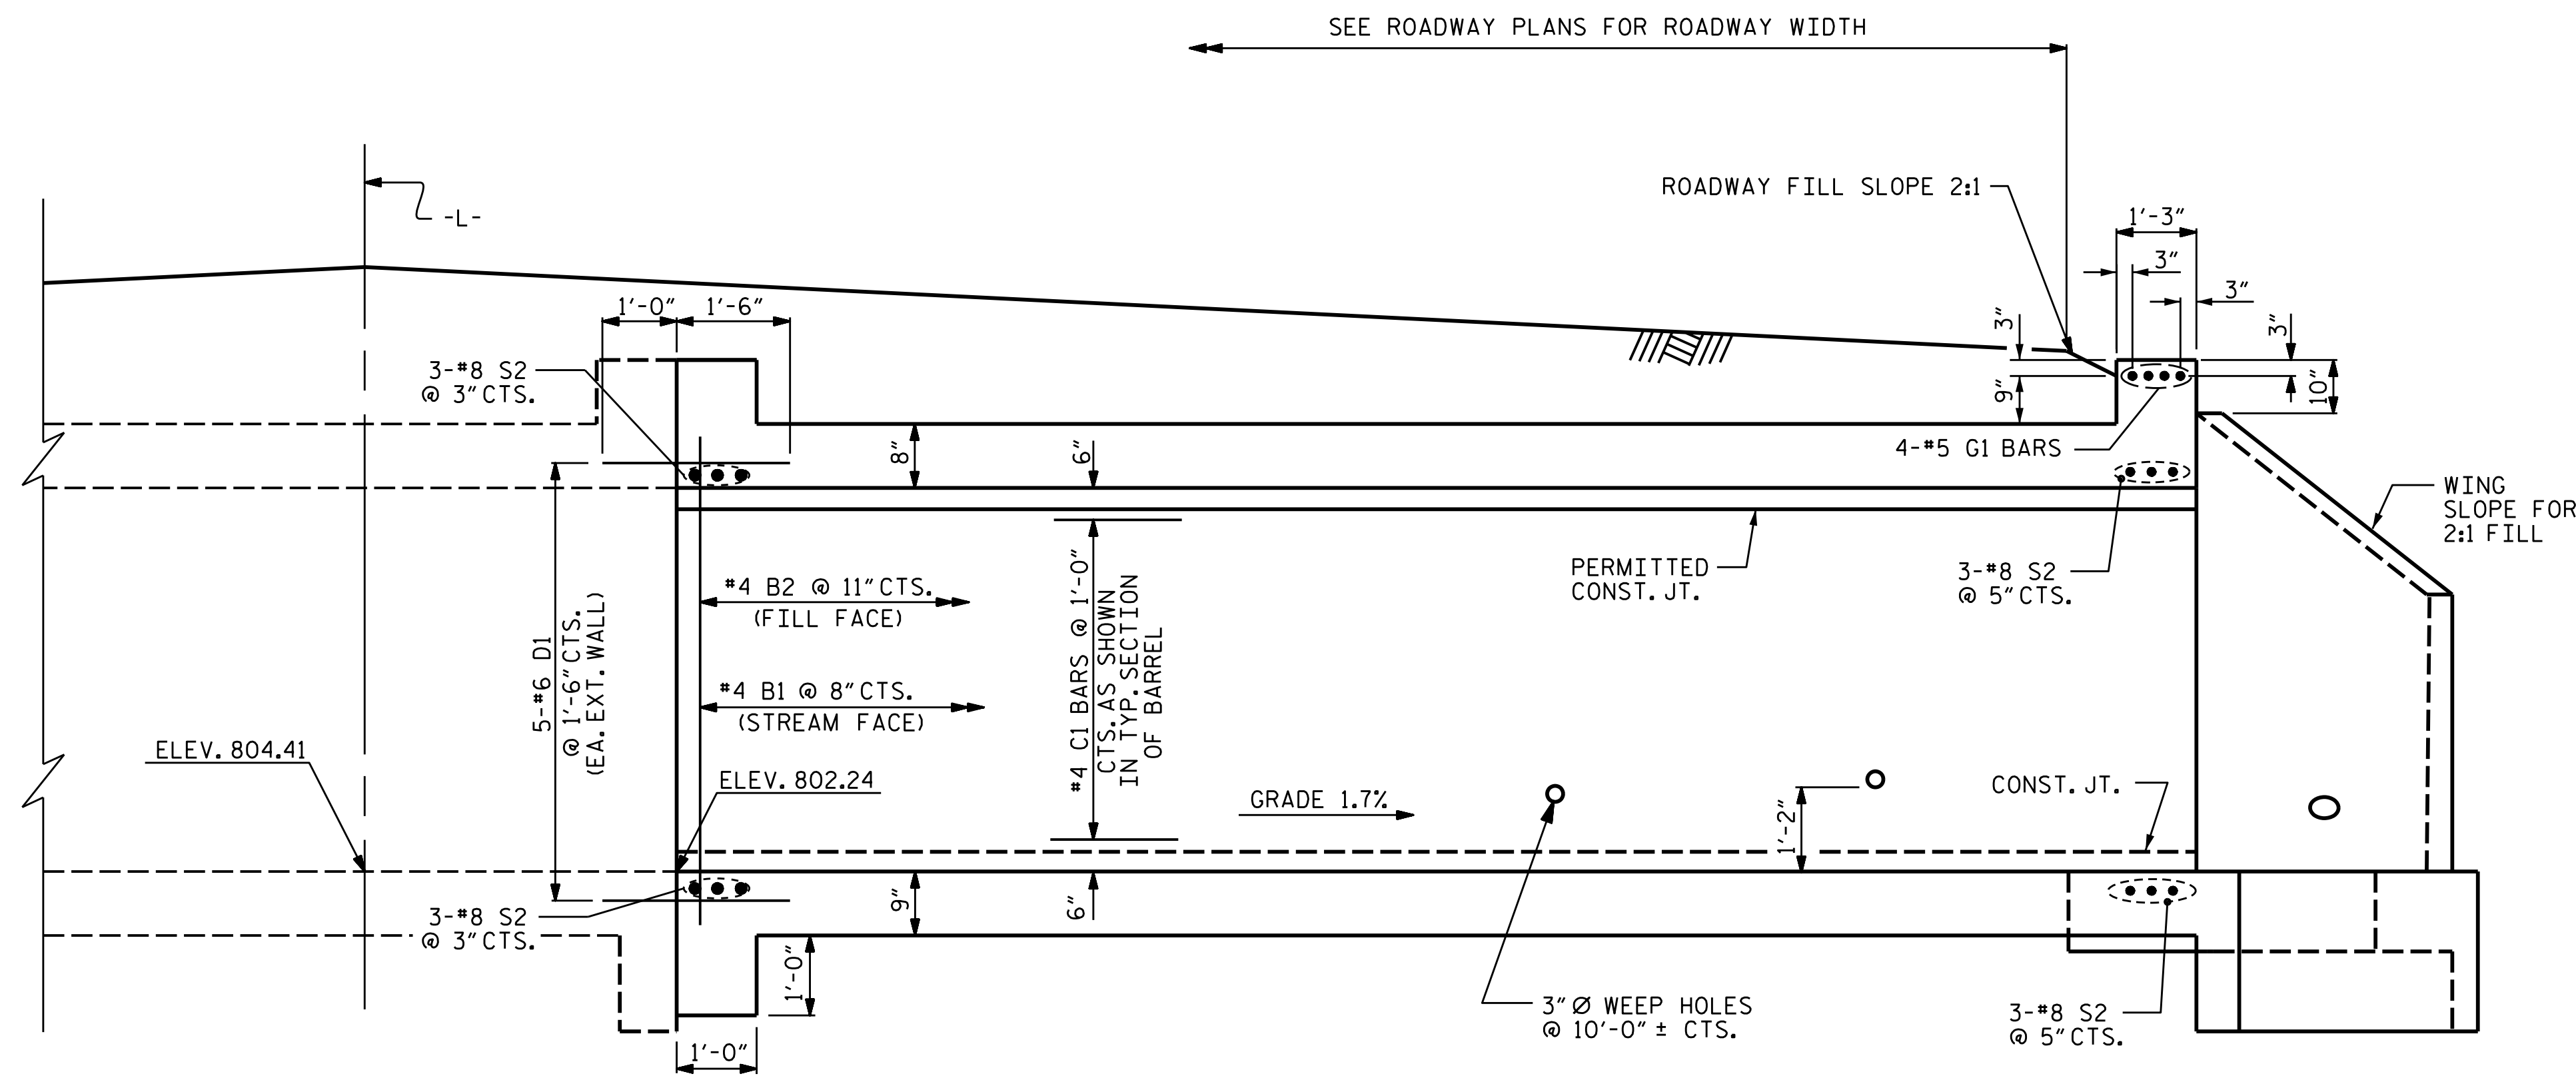 SEE ROADWAY PLANS FOR ROADWAY WIDTH
ROADWAY FILL SLOPE 2:1
-L-
1'-3"
3"
3"
3"
3"
9"
10"
1'-0"
1'-6"
3-#8 S2
@ 3"CTS.
8"
6"
4-#5 G1 BARS
WING
SLOPE FOR
2:1 FILL
PERMITTED
CONST. JT.
3-#8 S2
@ 5"CTS.
#4 B2 @ 11"CTS.
(FILL FACE)
#4 B1 @ 8"CTS.
(STREAM FACE)
5-#6 D1
@ 1'-6"CTS.
(EA. EXT. WALL)
#4 C1 BARS @ 1'-0"
CTS. AS SHOWN
IN TYP. SECTION
OF BARREL
ELEV. 804.41
ELEV. 802.24
GRADE 1.7%
CONST. JT.
1'-2"
3-#8 S2
@ 3"CTS.
9"
6"
1'-0"
1'-0"
3" Ø WEEP HOLES
@ 10'-0" ± CTS.
3-#8 S2
@ 5"CTS.